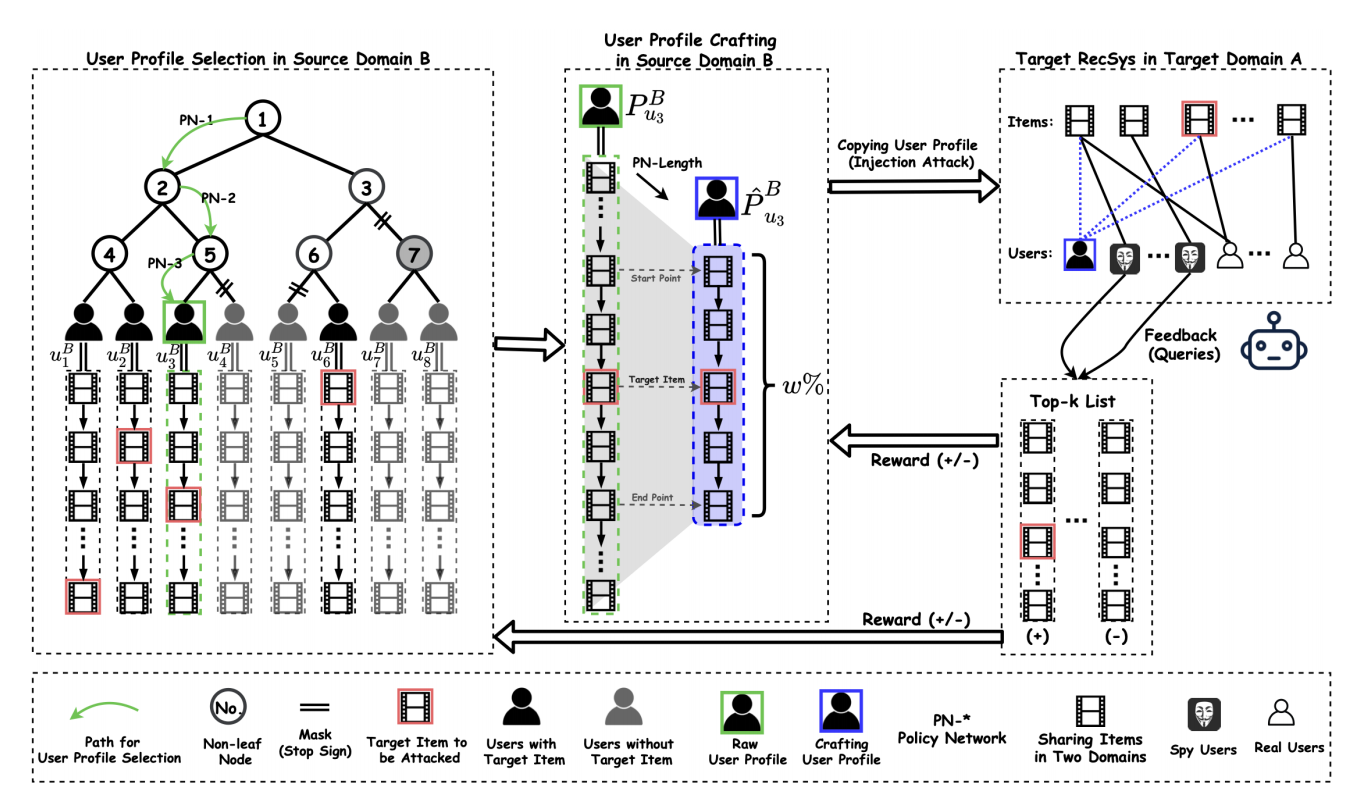 User Profile Selection in Source Domain B
User Profile Crafting
in Source Domain B
Target RecSys in Target Domain A
PN-1
1
2
PN-2
3
4
PN-3
5
6
7
u_1^B
u_2^B
u_3^B
u_4^B
u_5^B
u_6^B
u_7^B
u_8^B
P_{u_3}^B
PN-Length
\hat{P}_{u_3}^B
Start Point
Target Item
End Point
w%
Copying User Profile
(Injection Attack)
Items:
...
Users:
... ...
Feedback
(Queries)
Top-k List
...
(+) (-)
Reward (+/-)
Reward (+/-)
Path for
User Profile Selection
No.
Non-leaf
Node
Mask
(Stop Sign)
Target Item to
be Attacked
Users with
Target Item
Users without
Target Item
Raw
User Profile
Crafting
User Profile
PN-*
Policy Network
Sharing Items
in Two Domains
Spy Users
Real Users